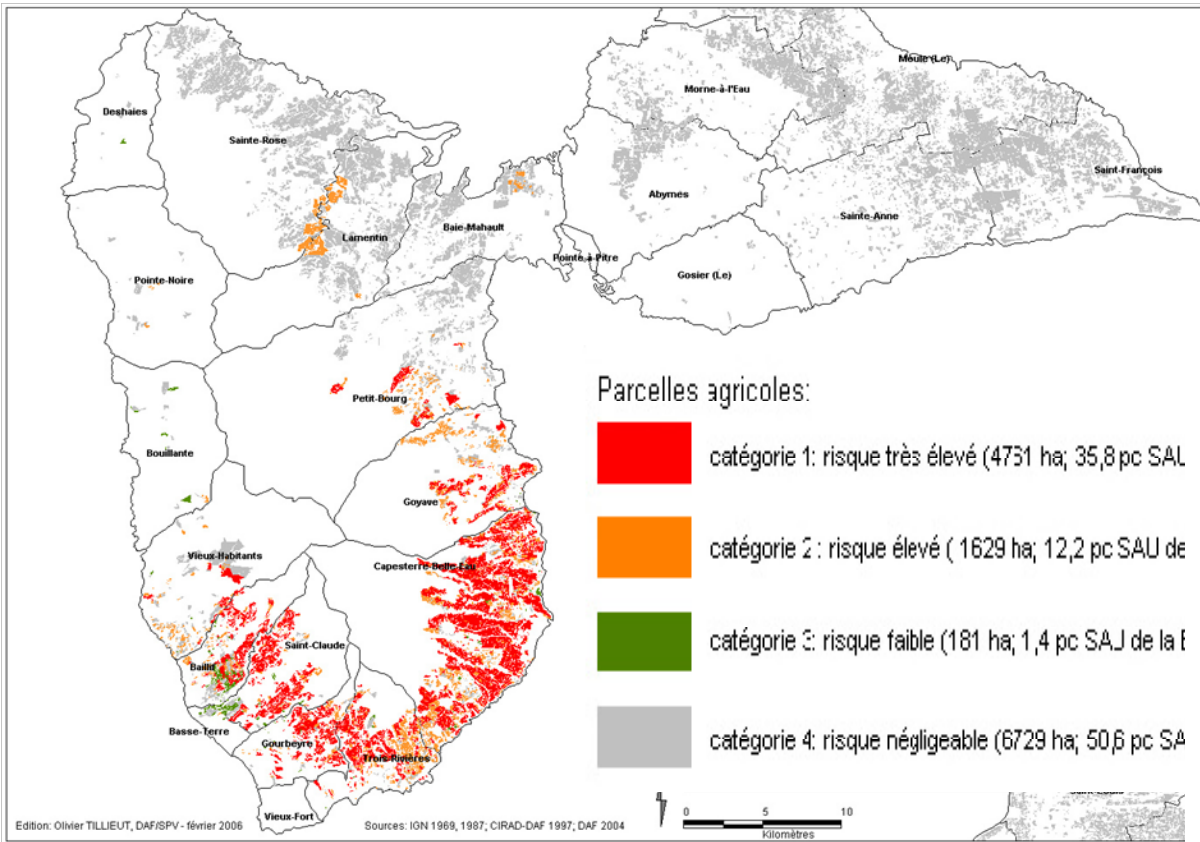 Moule (Le)
Morne-à-l'Eau
Deshaies
Sainte-Rose
Saint-François
Abymes
Sainte-Anne
Baie-Mahault
Lamentin
Pointe-à-Pitre
Gosier (Le)
Pointe-Noire
Petit-Bourg
Bouillante
Goyave
Vieux-Habitants
Capesterre-Belle-Eau
Saint-Claude
Baillif
Basse-Terre
Gourbeyre
Trois-Rivières
Vieux-Fort
Parcelles agricoles:
catégorie 1: risque très élevé (4761 ha; 35,8 pc SAU
catégorie 2 : risque élevé ( 1629 ha; 12,2 pc SAU de
catégorie 3: risque faible (181 ha; 1,4 pc SAU de la
catégorie 4: risque négligeable (6729 ha; 50,6 pc
Saint-Louis
0 5 10
Kilomètres
Edition: Olivier TILLIEUT, DAF/SPV - février 2006
Sources: IGN 1969, 1987; CIRAD-DAF 1997; DAF 2004